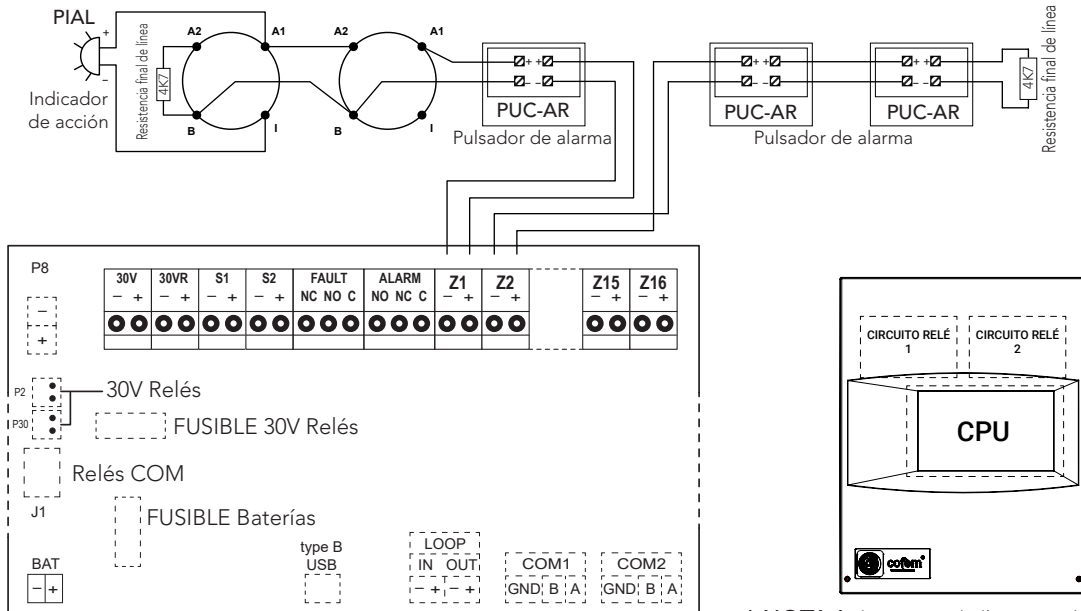 PIAL
+
−
Indicador
de acción
Resistencia final de línea
4K7
A2 A1 A2 A1
B I B I
+ + 
- -
PUC-AR
Pulsador de alarma
+ + 
- -
PUC-AR
+ + 
- -
PUC-AR
Pulsador de alarma
4K7
Resistencia final de línea
P8
−
+
30V 30VR S1 S2 FAULT ALARM Z1 Z2 Z15 Z16
− + − + − + − + NC NO C NO NC C − + − + − + − +
P2
30V Relés
P30
FUSIBLE 30V Relés
Relés COM
J1
FUSIBLE Baterías
BAT
− +
type B
USB
LOOP
IN OUT
− + − +
COM1
GND B A
COM2
GND B A
CIRCUITO RELÉ
1
CIRCUITO RELÉ
2
CPU
cofem